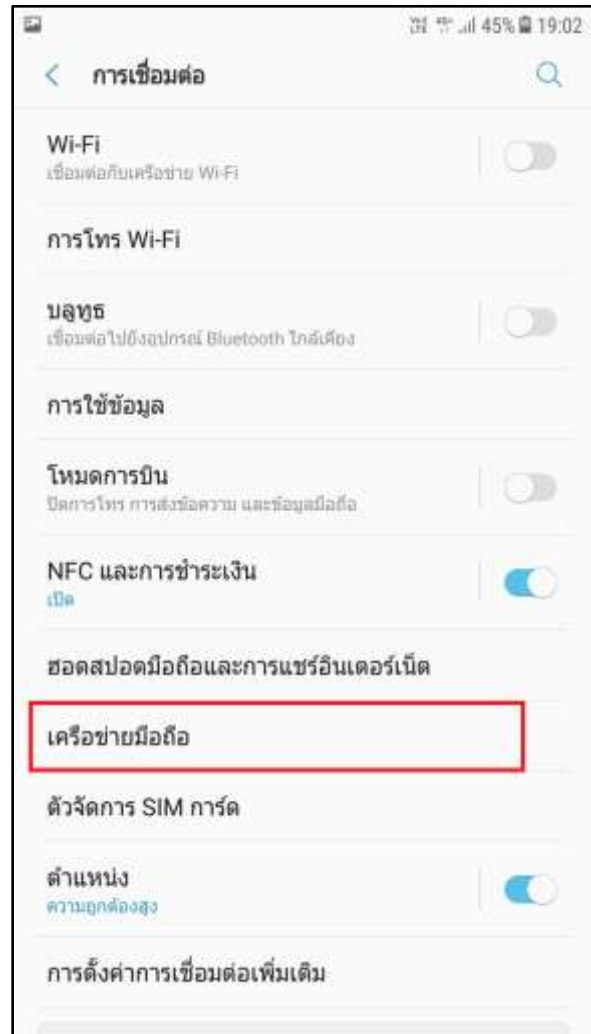 45% 19:02
การเชื่อมต่อ
Wi-Fi
เชื่อมต่อกับเครือข่าย Wi-Fi
การโทร Wi-Fi
บลูทูธ
เชื่อมต่อไปยังอุปกรณ์ Bluetooth ใกล้เคียง
การใช้ข้อมูล
โหมดการบิน
ปิดการโทร การส่งข้อความ และข้อมูลมือถือ
NFC และการชำระเงิน
เปิด
ฮอตสปอตมือถือและการแชร์อินเตอร์เน็ต
เครือข่ายมือถือ
ตัวจัดการ SIM การ์ด
ตำแหน่ง
ความถูกต้องสูง
การตั้งค่าการเชื่อมต่อเพิ่มเติม